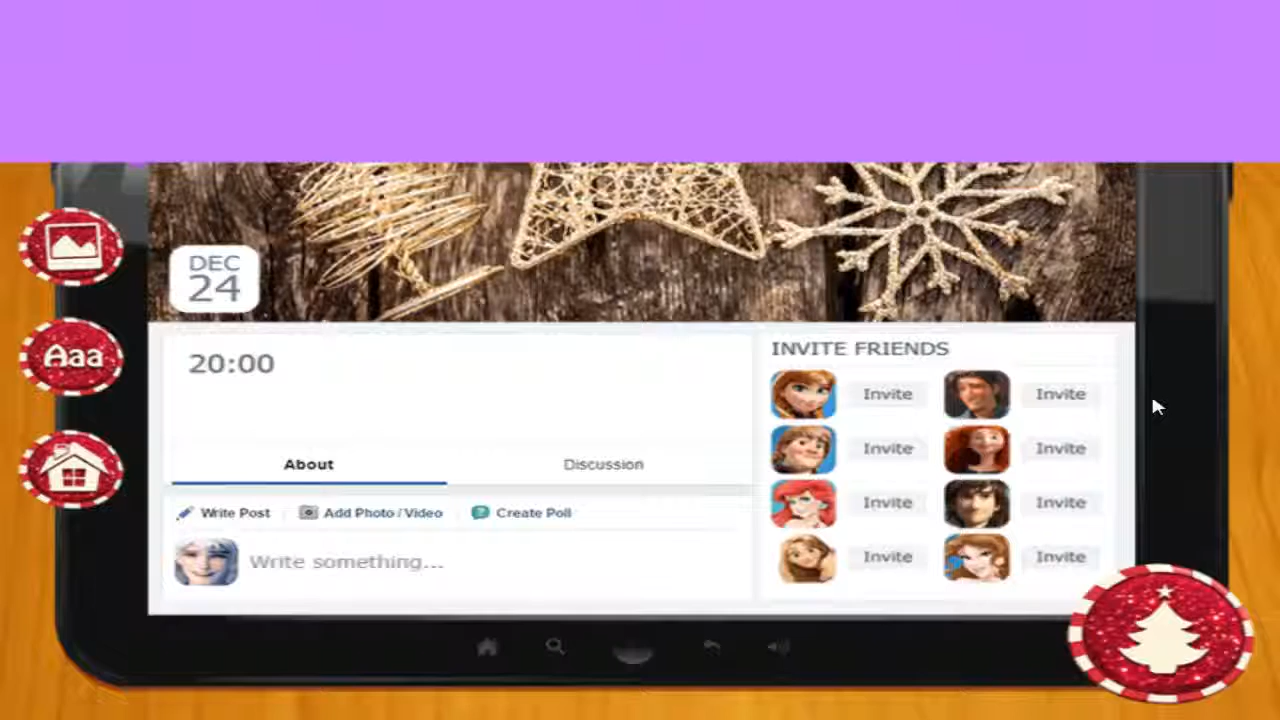 DEC
24
Aaa
20:00
About
Discussion
Write Post
Add Photo / Video
Create Poll
Write something...
INVITE FRIENDS
Invite Invite
Invite Invite
Invite Invite
Invite Invite